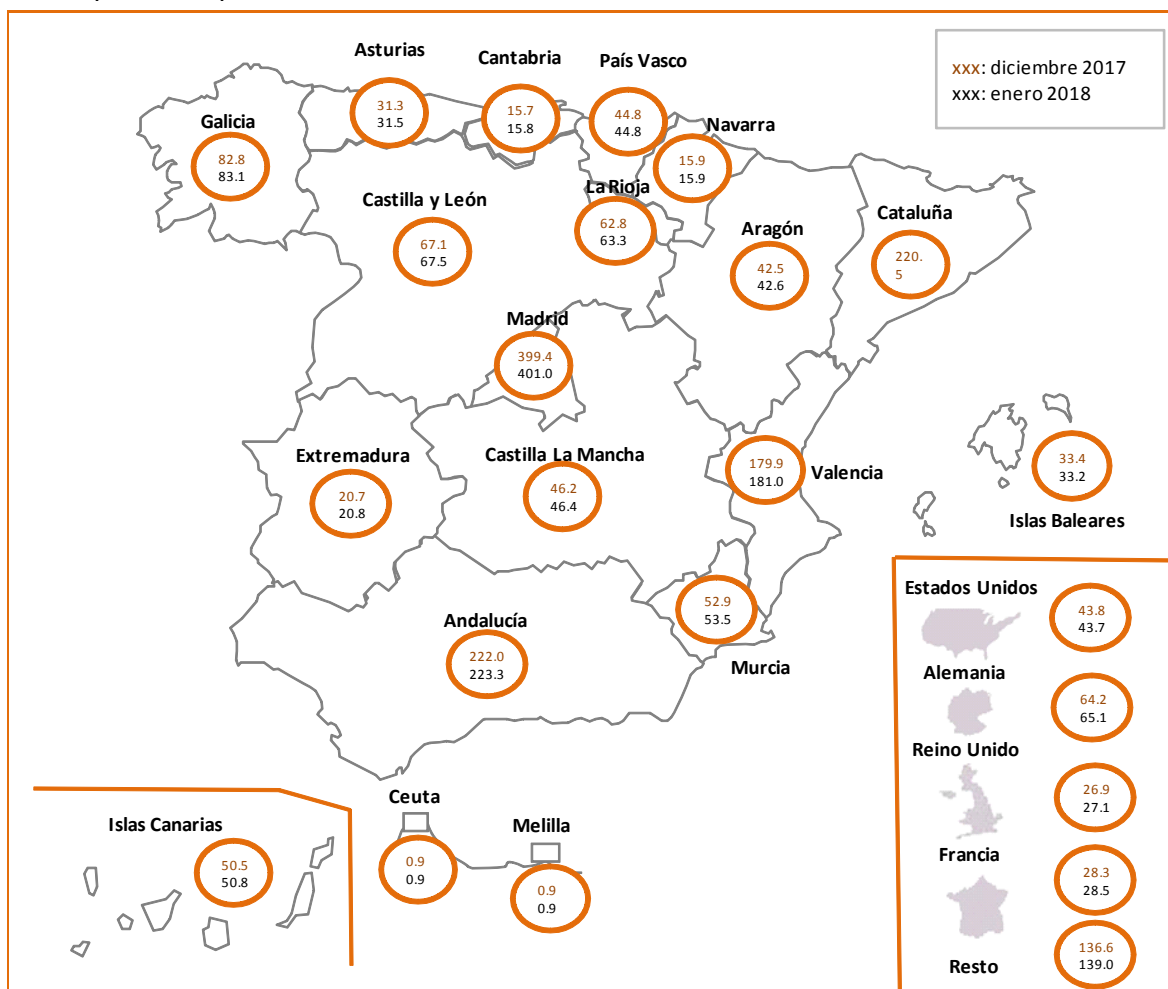 xxx: diciembre 2017
xxx: enero 2018
Asturias
31.3
31.5
Cantabria
15.7
15.8
País Vasco
44.8
44.8
Navarra
15.9
15.9
Galicia
82.8
83.1
Castilla y León
67.1
67.5
La Rioja
62.8
63.3
Aragón
42.5
42.6
Cataluña
220.
5
Madrid
399.4
401.0
Extremadura
20.7
20.8
Castilla La Mancha
46.2
46.4
179.9
181.0
Valencia
33.4
33.2
Islas Baleares
Andalucía
222.0
223.3
52.9
53.5
Murcia
Estados Unidos
43.8
43.7
Alemania
64.2
65.1
Reino Unido
26.9
27.1
Francia
28.3
28.5
Resto
136.6
139.0
Islas Canarias
50.5
50.8
Ceuta
0.9
0.9
Melilla
0.9
0.9